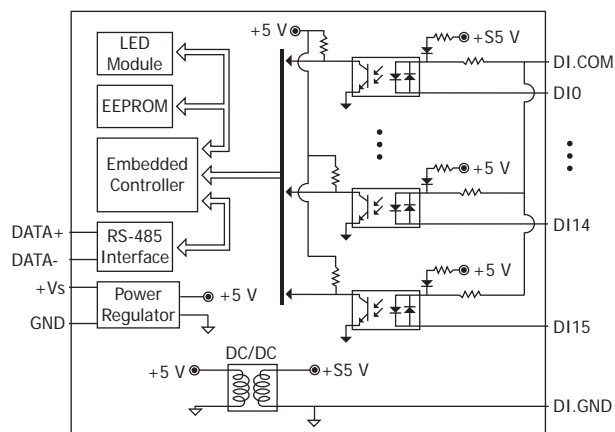 +5 V
+S5 V
LED
Module
DI.COM
EEPROM
DI0
Embedded
Controller
+5 V
DI14
DATA+
RS-485
Interface
DATA-
+5 V
+Vs
Power
Regulator
+5 V
GND
DI15
DC/DC
+5 V
+S5 V
DI.GND